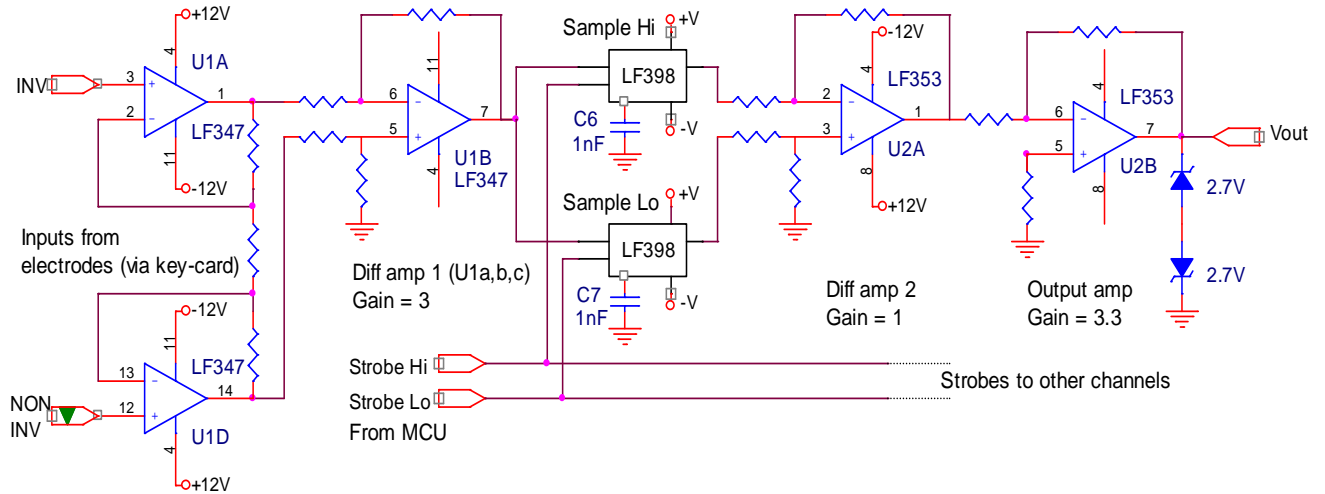 +12V
4
U1A
INV
3
+
1
2
−
LF347
11
-12V
Inputs from
electrodes (via key-card)
-12V
11
LF347
13
−
14
NON
INV
12
+
U1D
4
+12V
11
6
−
7
5
+
U1B
LF347
4
Diff amp 1 (U1a,b,c)
Gain = 3
Sample Hi
+V
LF398
C6
1nF
-V
Sample Lo
+V
LF398
C7
1nF
-V
Strobe Hi
Strobe Lo
From MCU
Strobes to other channels
-12V
4
LF353
2
−
1
3
+
U2A
8
+12V
Diff amp 2
Gain = 1
4
LF353
6
−
7
5
+
U2B
8
Vout
2.7V
2.7V
Output amp
Gain = 3.3